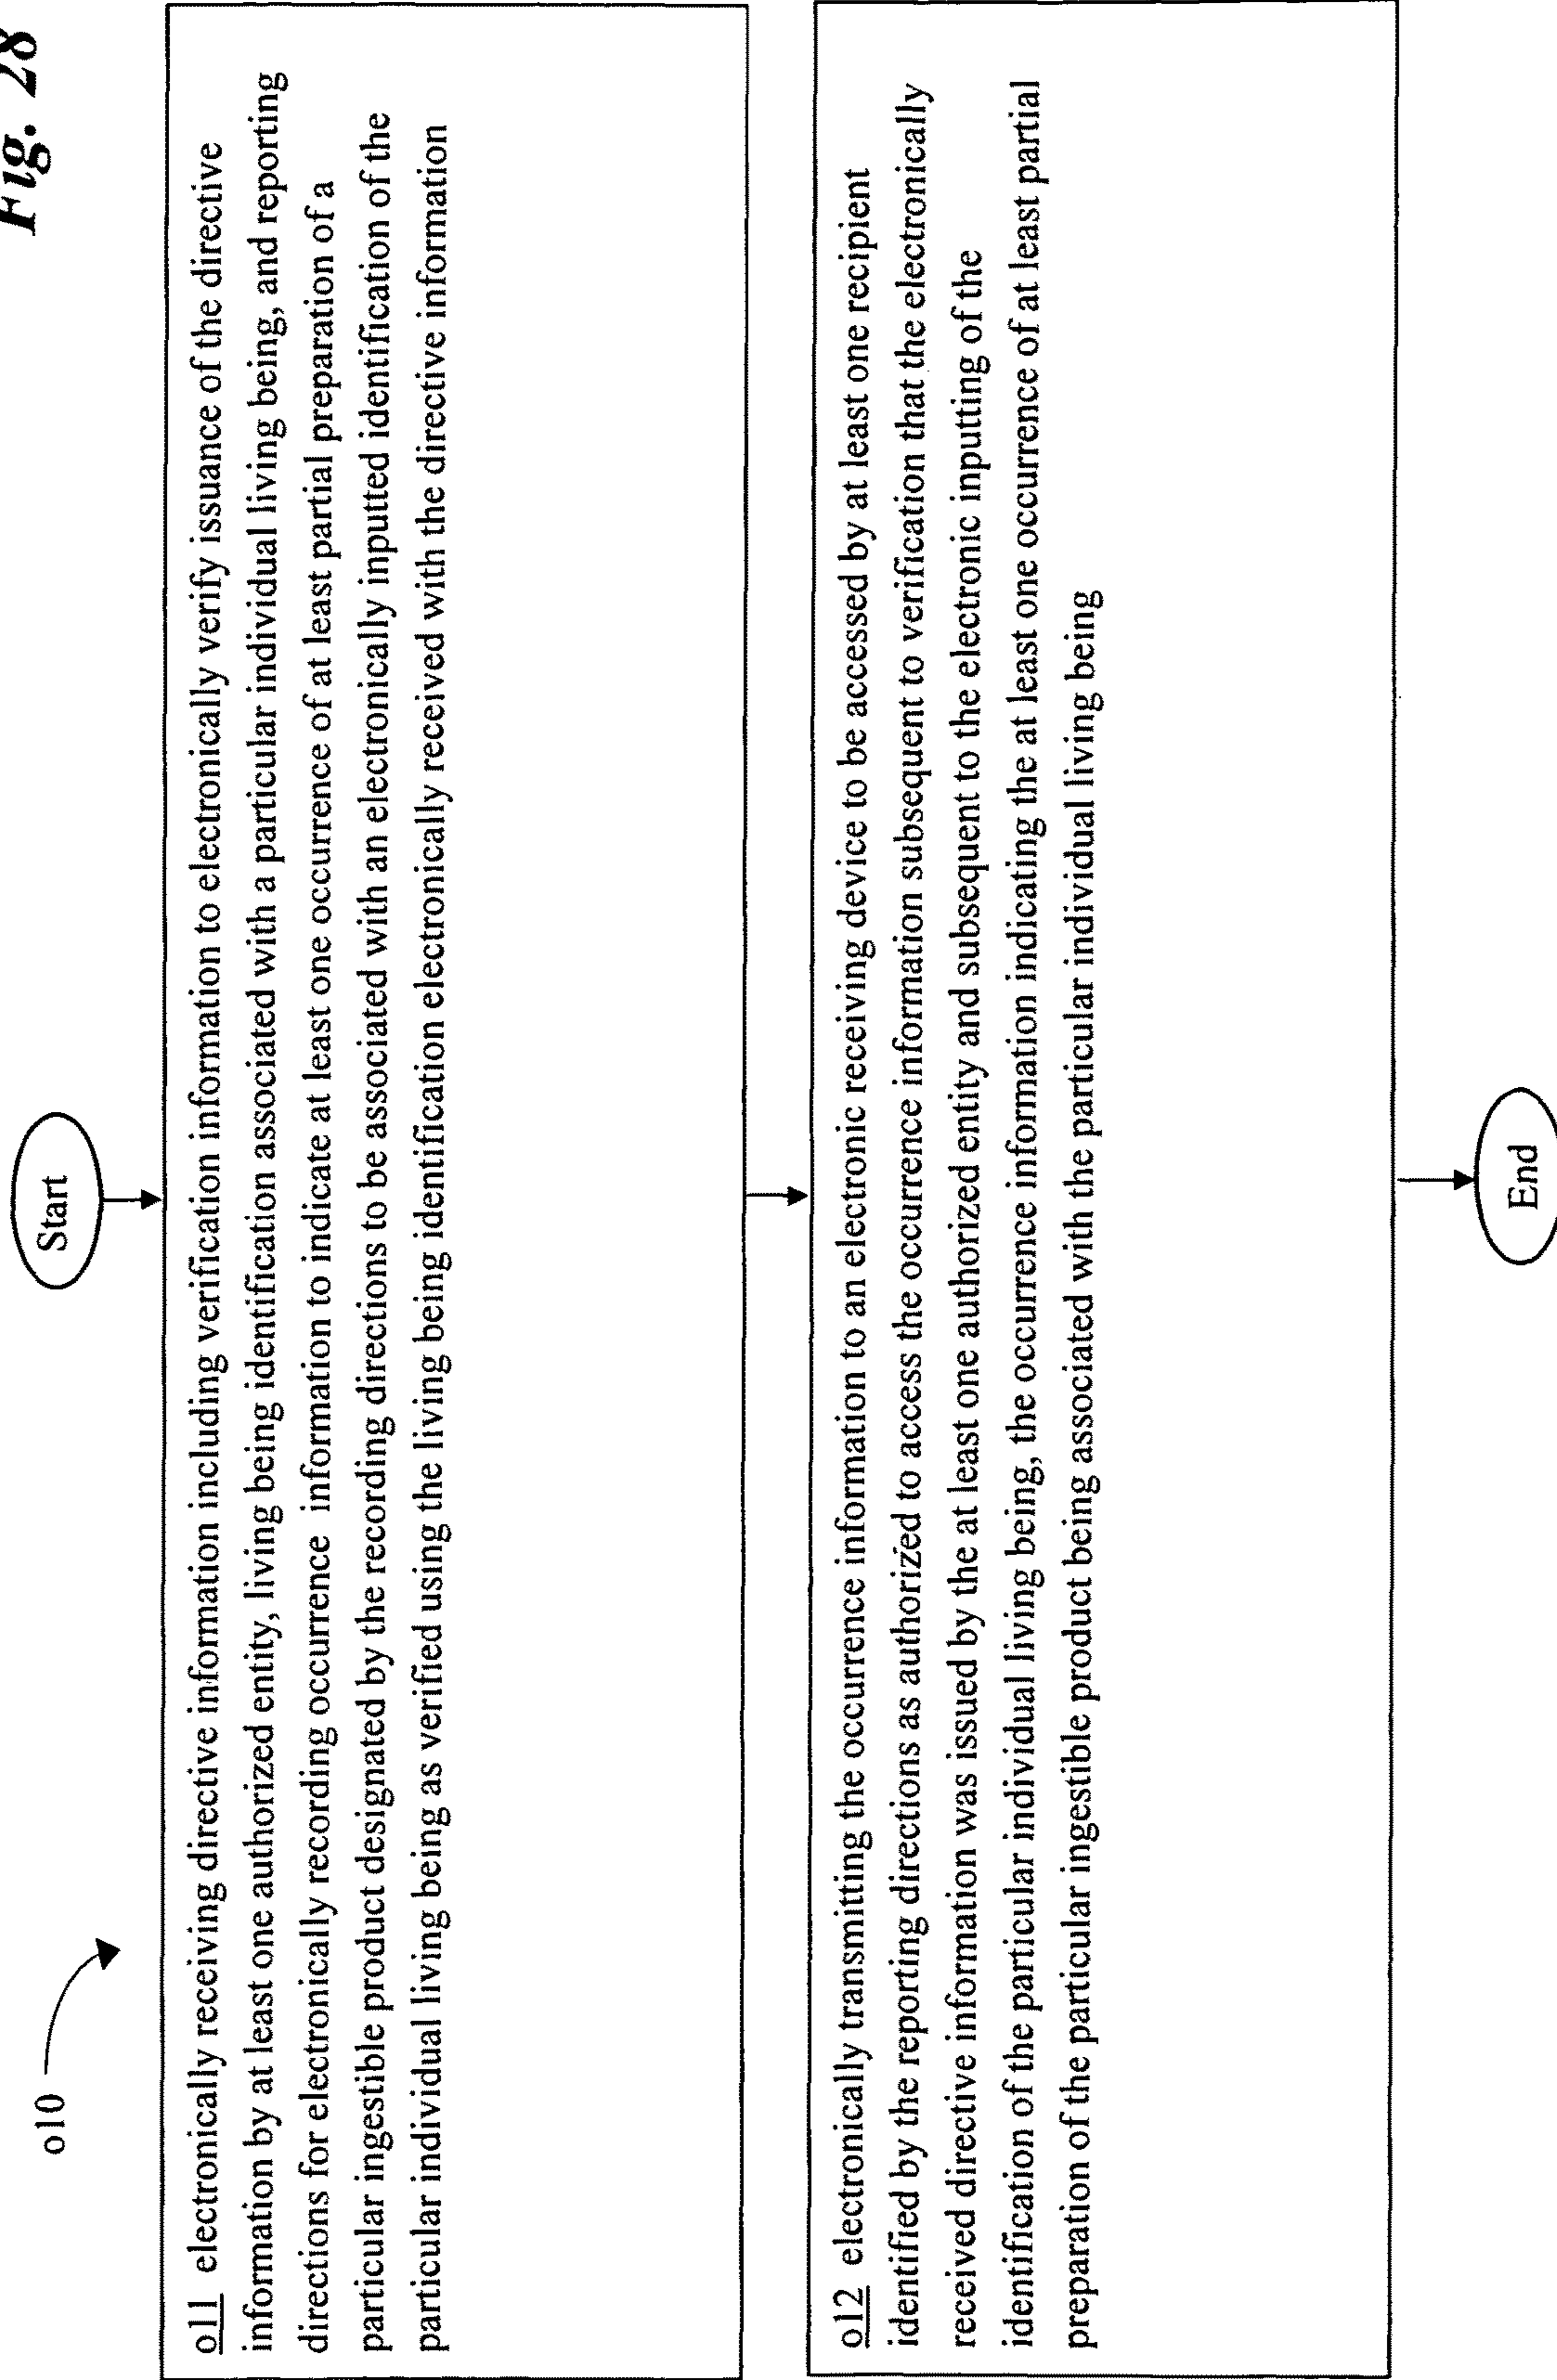 Fig. 28
o10
Start
o11 electronically receiving directive information including verification information to electronically verify issuance of the directive
information by at least one authorized entity, living being identification associated with a particular individual living being, and reporting
directions for electronically recording occurrence information to indicate at least one occurrence of at least partial preparation of a
particular ingestible product designated by the recording directions to be associated with an electronically inputed identification of the
particular individual living being as verified using the living being identification electronically received with the directive information
o12 electronically transmitting the occurrence information to an electronic receiving device to be accessed by at least one recipient
identified by the reporting directions as authorized to access the occurrence information subsequent to verification that the electronically
received directive information was issued by the at least one authorized entity and subsequent to the electronic inputing of the
identification of the particular individual living being, the occurrence information indicating the at least one occurrence of at least partial
preparation of the particular ingestible product being associated with the particular individual living being
End